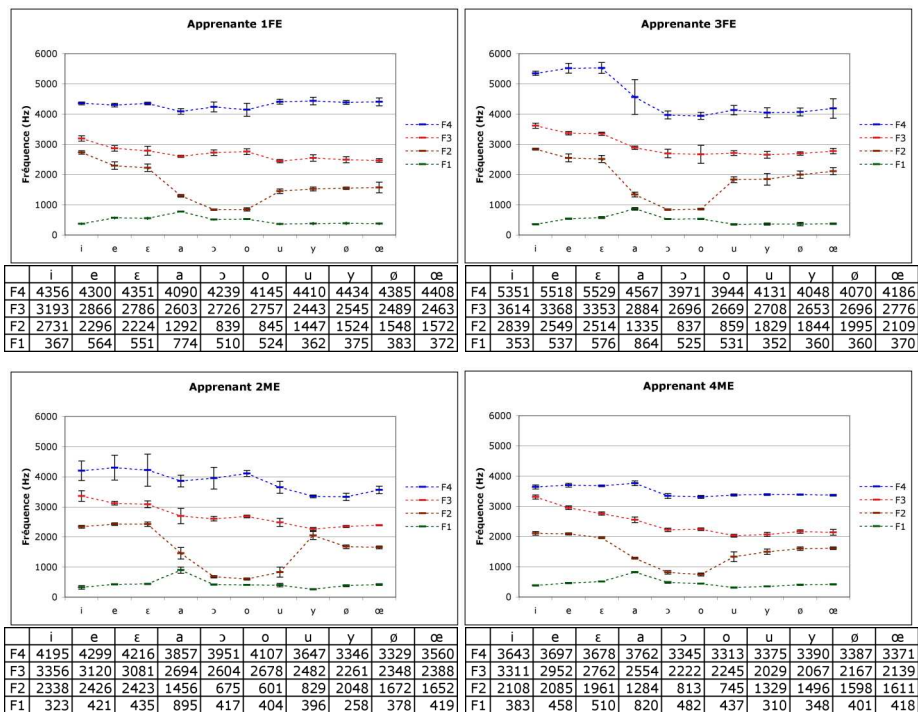 Apprenante 1FE
Fréquence (Hz)
6000
5000
4000
3000
2000
1000
0
i e ɛ a ɔ o u y ø œ
F4
F3
F2
F1
i e ɛ a ɔ o u y ø œ
F4 4356 4300 4351 4090 4239 4145 4410 4434 4385 4408
F3 3193 2866 2786 2603 2726 2757 2443 2545 2489 2463
F2 2731 2296 2224 1292 839 845 1447 1524 1548 1572
F1 367 564 551 774 510 524 362 375 383 372
Apprenante 3FE
Fréquence (Hz)
6000
5000
4000
3000
2000
1000
0
i e ɛ a ɔ o u y ø œ
F4
F3
F2
F1
i e ɛ a ɔ o u y ø œ
F4 5351 5518 5529 4567 3971 3944 4131 4048 4070 4186
F3 3614 3368 3353 2884 2696 2669 2708 2653 2696 2776
F2 2839 2549 2514 1335 837 859 1829 1844 1995 2109
F1 353 537 576 864 525 531 352 360 360 370
Apprenant 2ME
Fréquence (Hz)
6000
5000
4000
3000
2000
1000
0
i e ɛ a ɔ o u y ø œ
F4
F3
F2
F1
i e ɛ a ɔ o u y ø œ
F4 4195 4299 4216 3857 3951 4107 3647 3346 3329 3560
F3 3356 3120 3081 2694 2604 2678 2482 2261 2348 2388
F2 2338 2426 2423 1456 675 601 829 2048 1672 1652
F1 323 421 435 895 417 404 396 258 378 419
Apprenant 4ME
Fréquence (Hz)
6000
5000
4000
3000
2000
1000
0
i e ɛ a ɔ o u y ø œ
F4
F3
F2
F1
i e ɛ a ɔ o u y ø œ
F4 3643 3697 3678 3762 3345 3313 3375 3390 3387 3371
F3 3311 2952 2762 2554 2222 2245 2029 2067 2167 2139
F2 2108 2085 1961 1284 813 745 1329 1496 1598 1611
F1 383 458 510 820 482 437 310 348 401 418